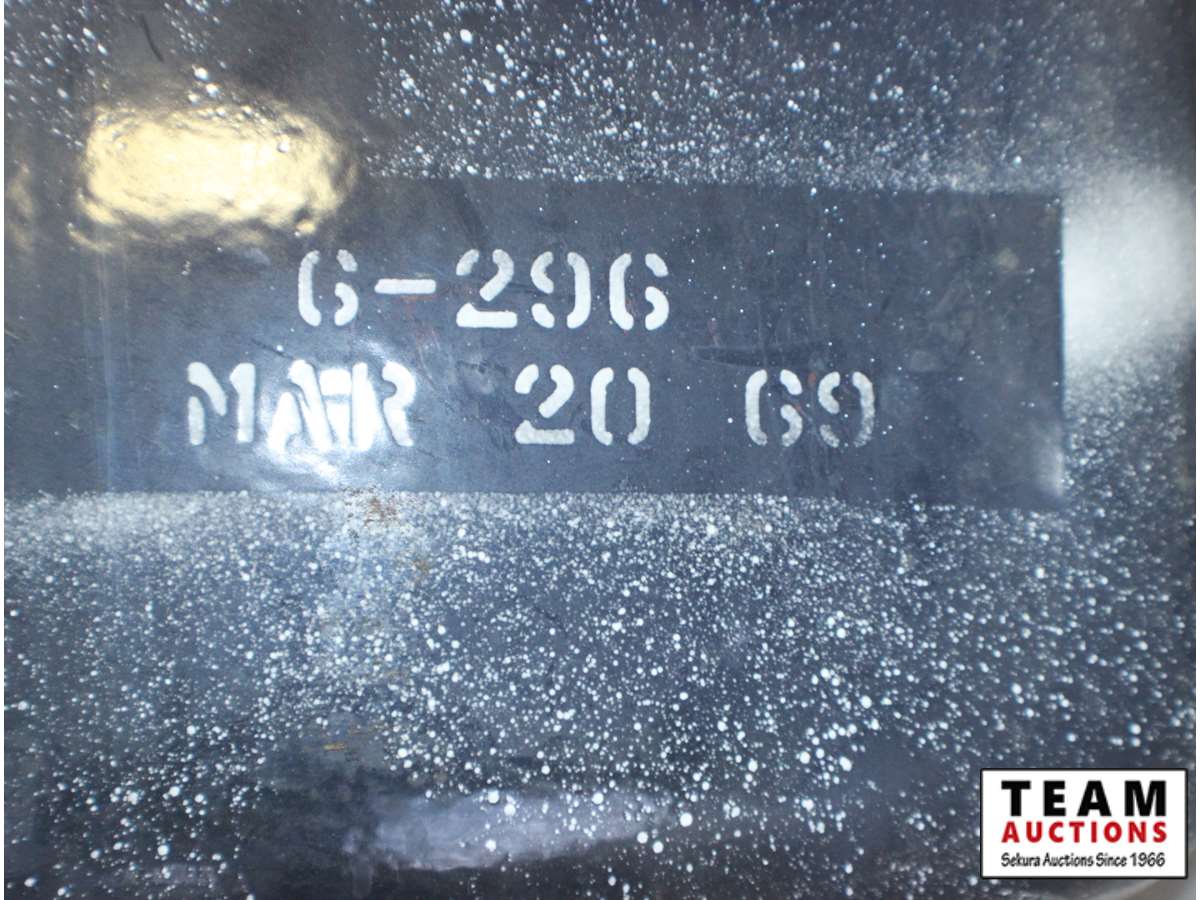 6-296
MAR 20 69
TEAM
AUCTIONS
Sekura Auctions Since 1966